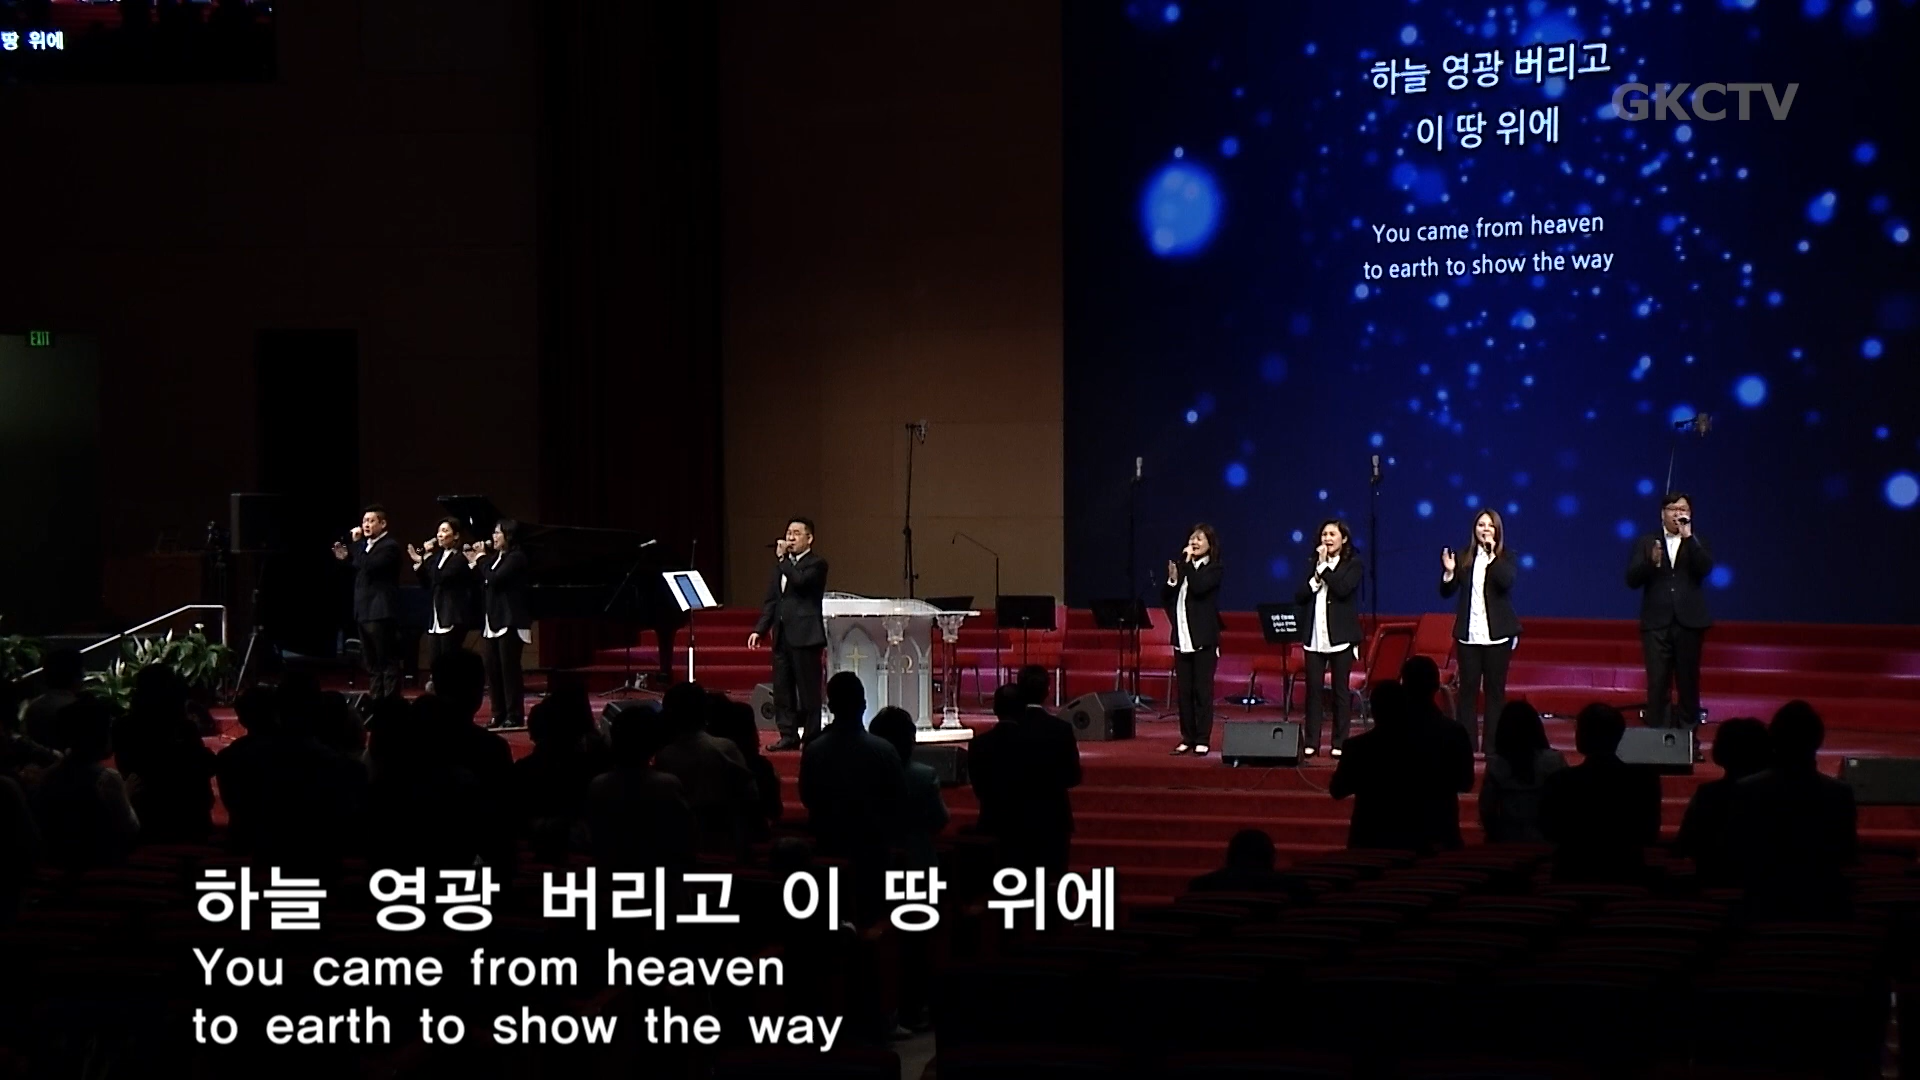 땅 위에
하늘 영광 버리고
이 땅 위에
GKCTV
You came from heaven
to earth to show the way
EXIT
하늘 영광 버리고 이 땅 위에
You came from heaven
to earth to show the way